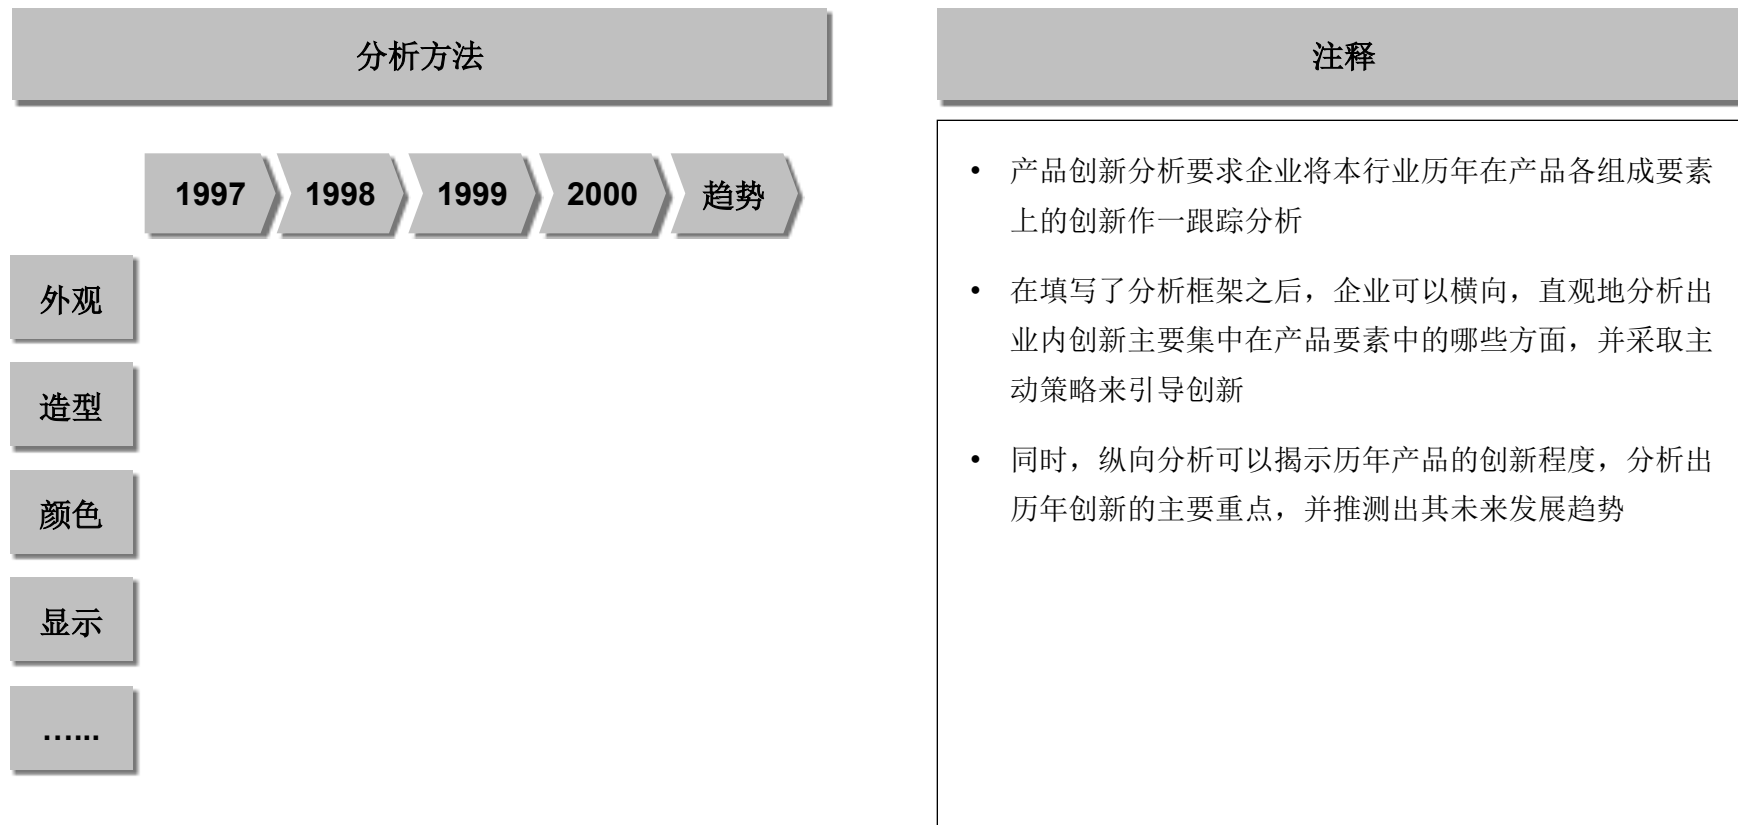 分析方法
1997 1998 1999 2000 趋势
外观
造型
颜色
显示
…...
注释
• 产品创新分析要求企业将本行业历年在产品各组成要素
上的创新作一跟踪分析
• 在填写了分析框架之后，企业可以横向，直观地分析出
业内创新主要集中在产品要素中的哪些方面，并采取主
动策略来引导创新
• 同时，纵向分析可以揭示历年产品的创新程度，分析出
历年创新的主要重点，并推测出其未来发展趋势